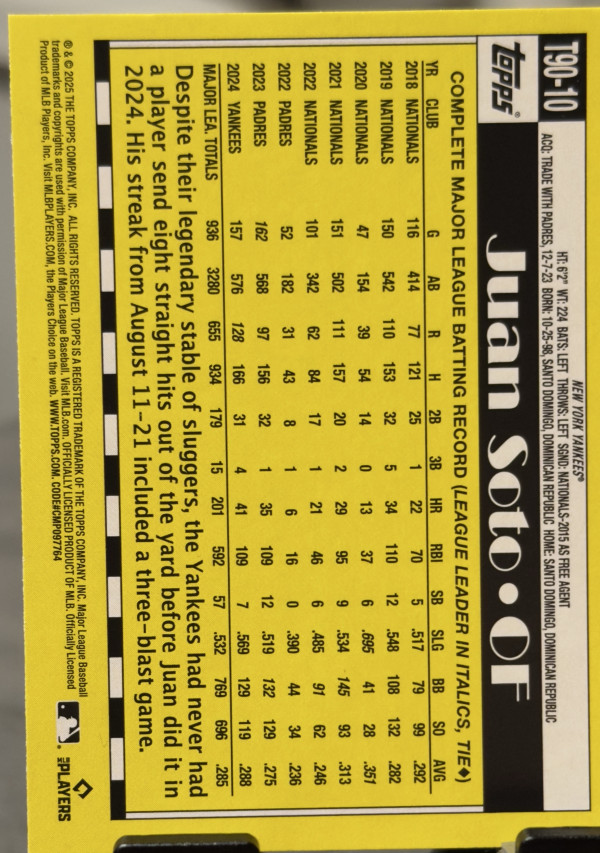 T90-10
NEW YORK YANKEES®
HT: 6'2" WT: 224 BATS: LEFT THROWS: LEFT SGND: NATIONALS-2015 AS FREE AGENT
ACQ: TRADE WITH PADRES, 12-7-23 BORN: 10-25-98, SANTO DOMINGO, DOMINICAN REPUBLIC HOME: SANTO DOMINGO, DOMINICAN REPUBLIC
topps®
Juan Soto • OF
COMPLETE MAJOR LEAGUE BATTING RECORD (LEAGUE LEADER IN ITALICS, TIE♦)
YR CLUB G AB R H 2B 3B HR RBI SB SLG BB SO AVG
2018 NATIONALS 116 414 77 121 25 1 22 70 5 .517 79 99 .292
2019 NATIONALS 150 542 110 153 32 5 34 110 12 .548 108 132 .282
2020 NATIONALS 47 154 39 54 14 0 13 37 6 .695 41 28 .351
2021 NATIONALS 151 502 111 157 20 2 29 95 9 .534 145 93 .313
2022 NATIONALS 101 342 62 84 17 1 21 46 6 .485 91 62 .246
2022 PADRES 52 182 31 43 8 1 6 16 0 .390 44 34 .236
2023 PADRES 162 568 97 156 32 1 35 109 12 .519 132 129 .275
2024 YANKEES 157 576 128 166 31 4 41 109 7 .569 129 119 .288
MAJOR LEA. TOTALS 936 3280 655 934 179 15 201 592 57 .532 769 696 .285
Despite their legendary stable of sluggers, the Yankees had never had
a player send eight straight hits out of the yard before Juan did it in
2024. His streak from August 11-21 included a three-blast game.
® & © 2025 THE TOPPS COMPANY, INC. ALL RIGHTS RESERVED. TOPPS IS A REGISTERED TRADEMARK OF THE TOPPS COMPANY, INC. Major League Baseball
trademarks and copyrights are used with permission of Major League Baseball. Visit MLB.com. OFFICIALLY LICENSED PRODUCT OF MLB. Officially Licensed
Product of MLB Players, Inc. Visit MLBPLAYERS.COM, the Players Choice on the web. WWW.TOPPS.COM. CODE#CMP097764
MLB PLAYERS